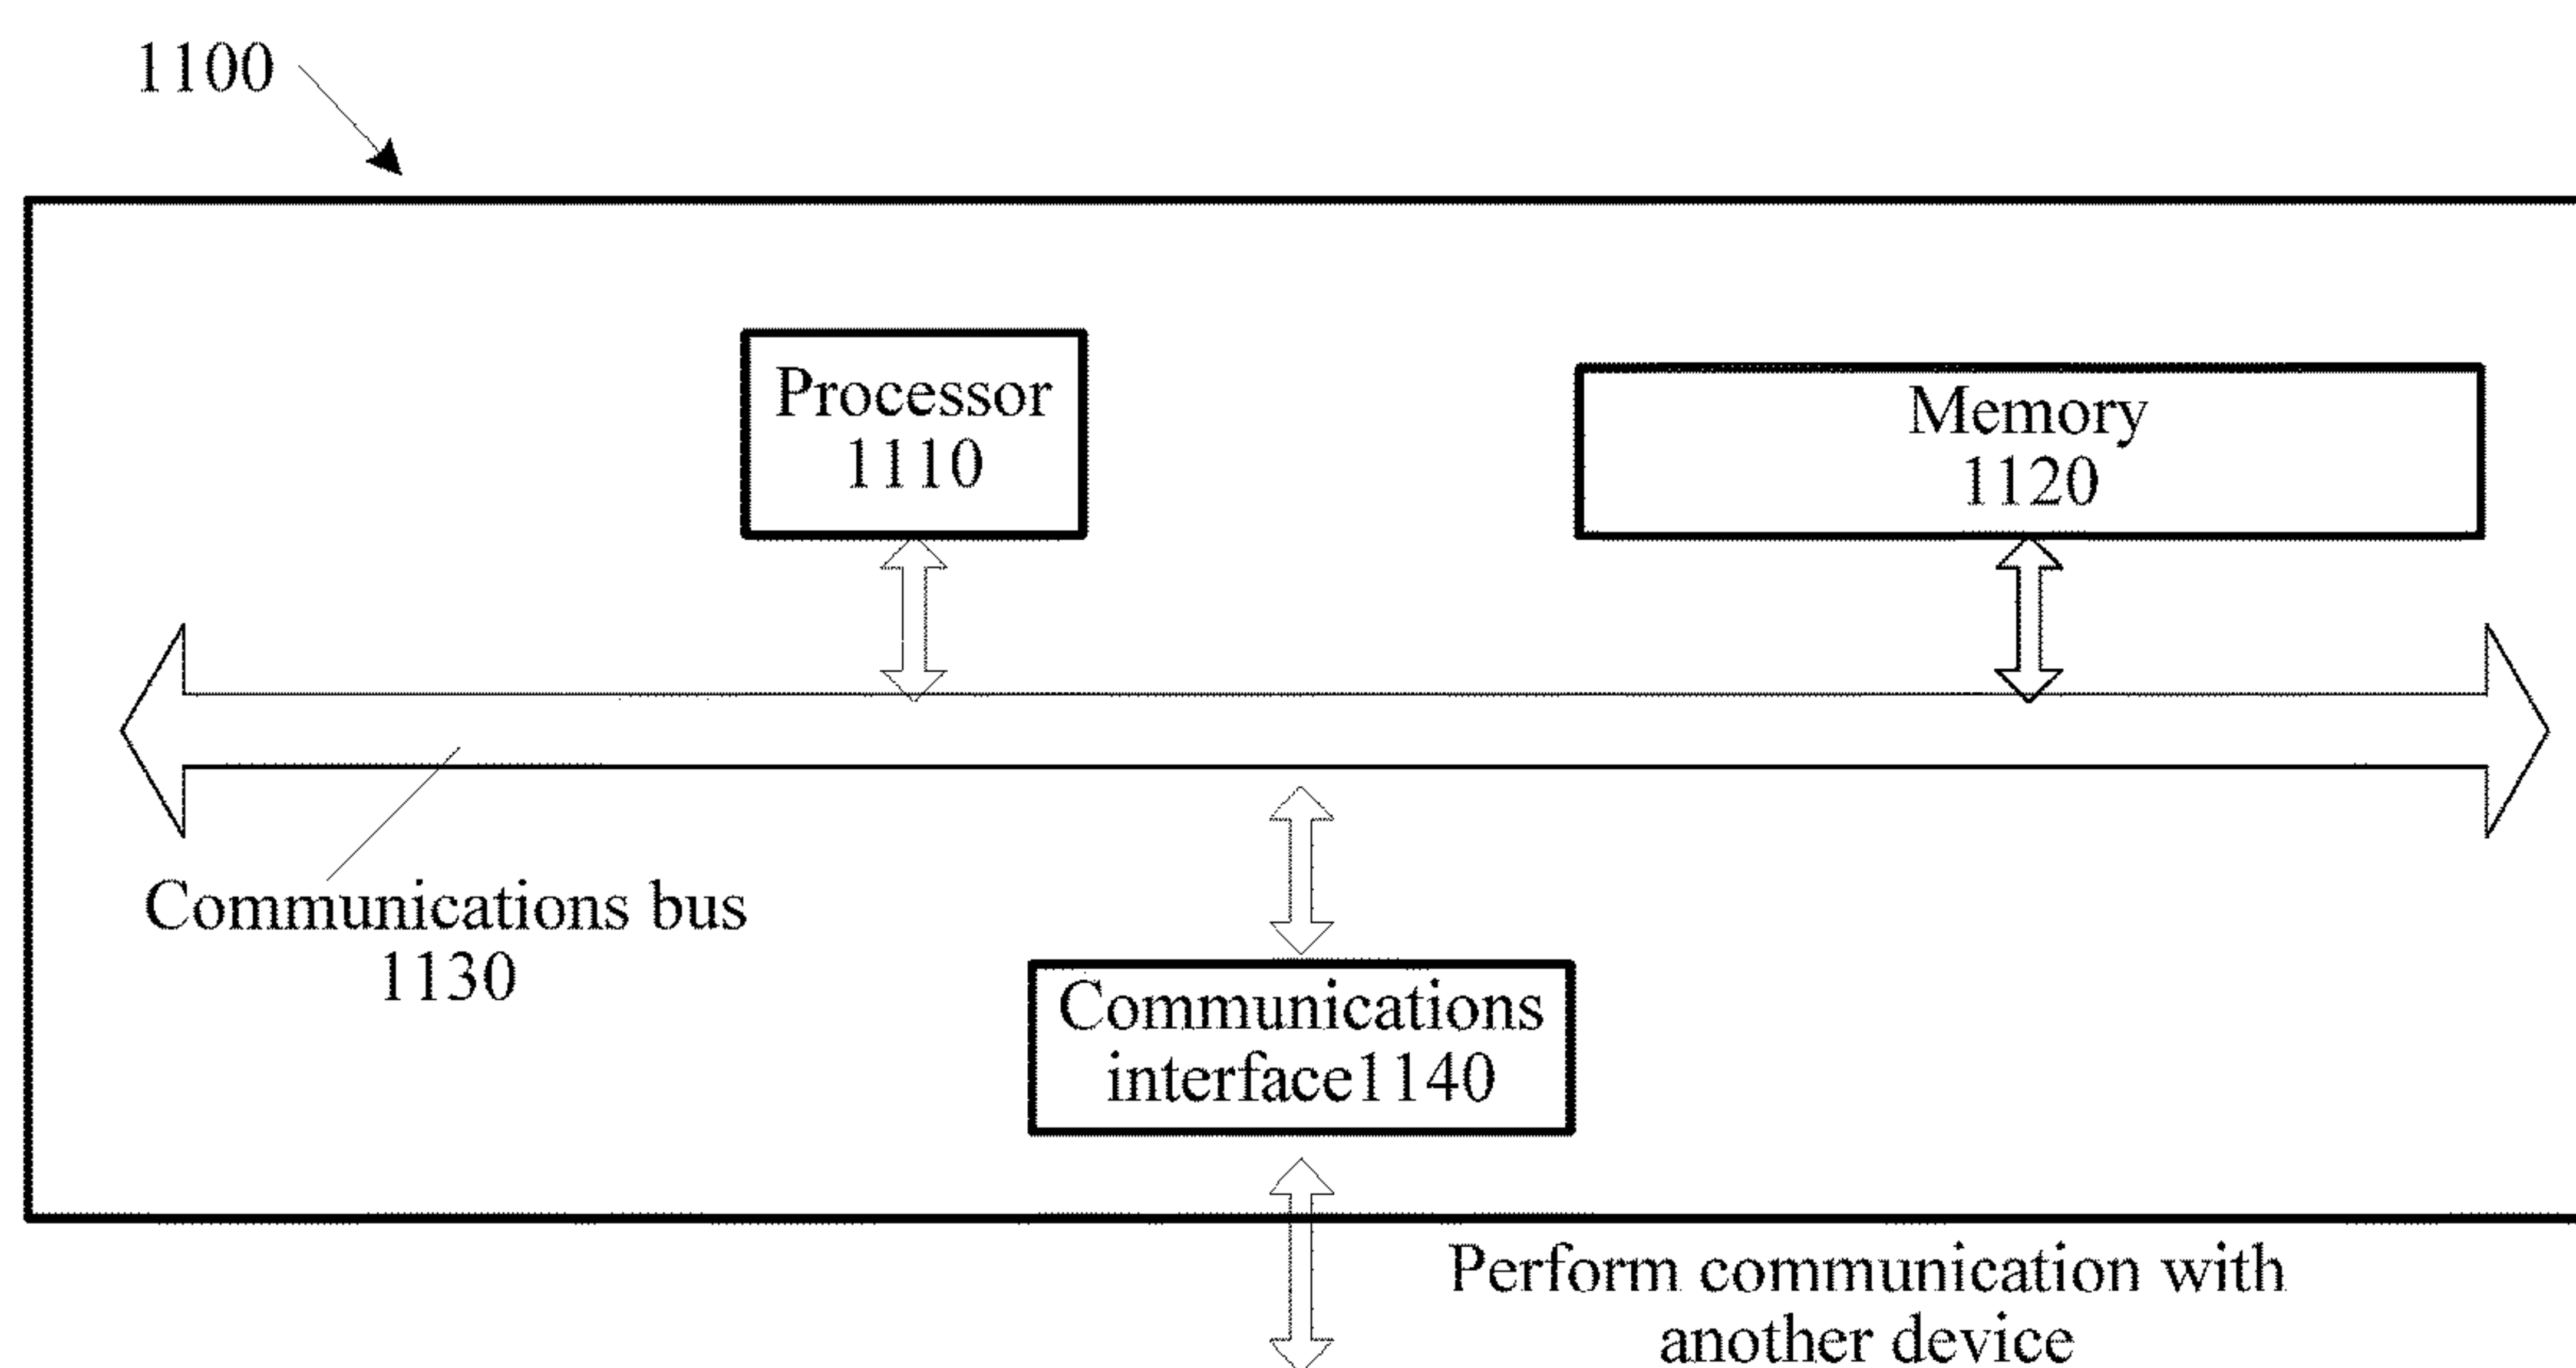 1100
Processor
1110
Memory
1120
Communications bus
1130
Communications
interface1140
Perform communication with
another device